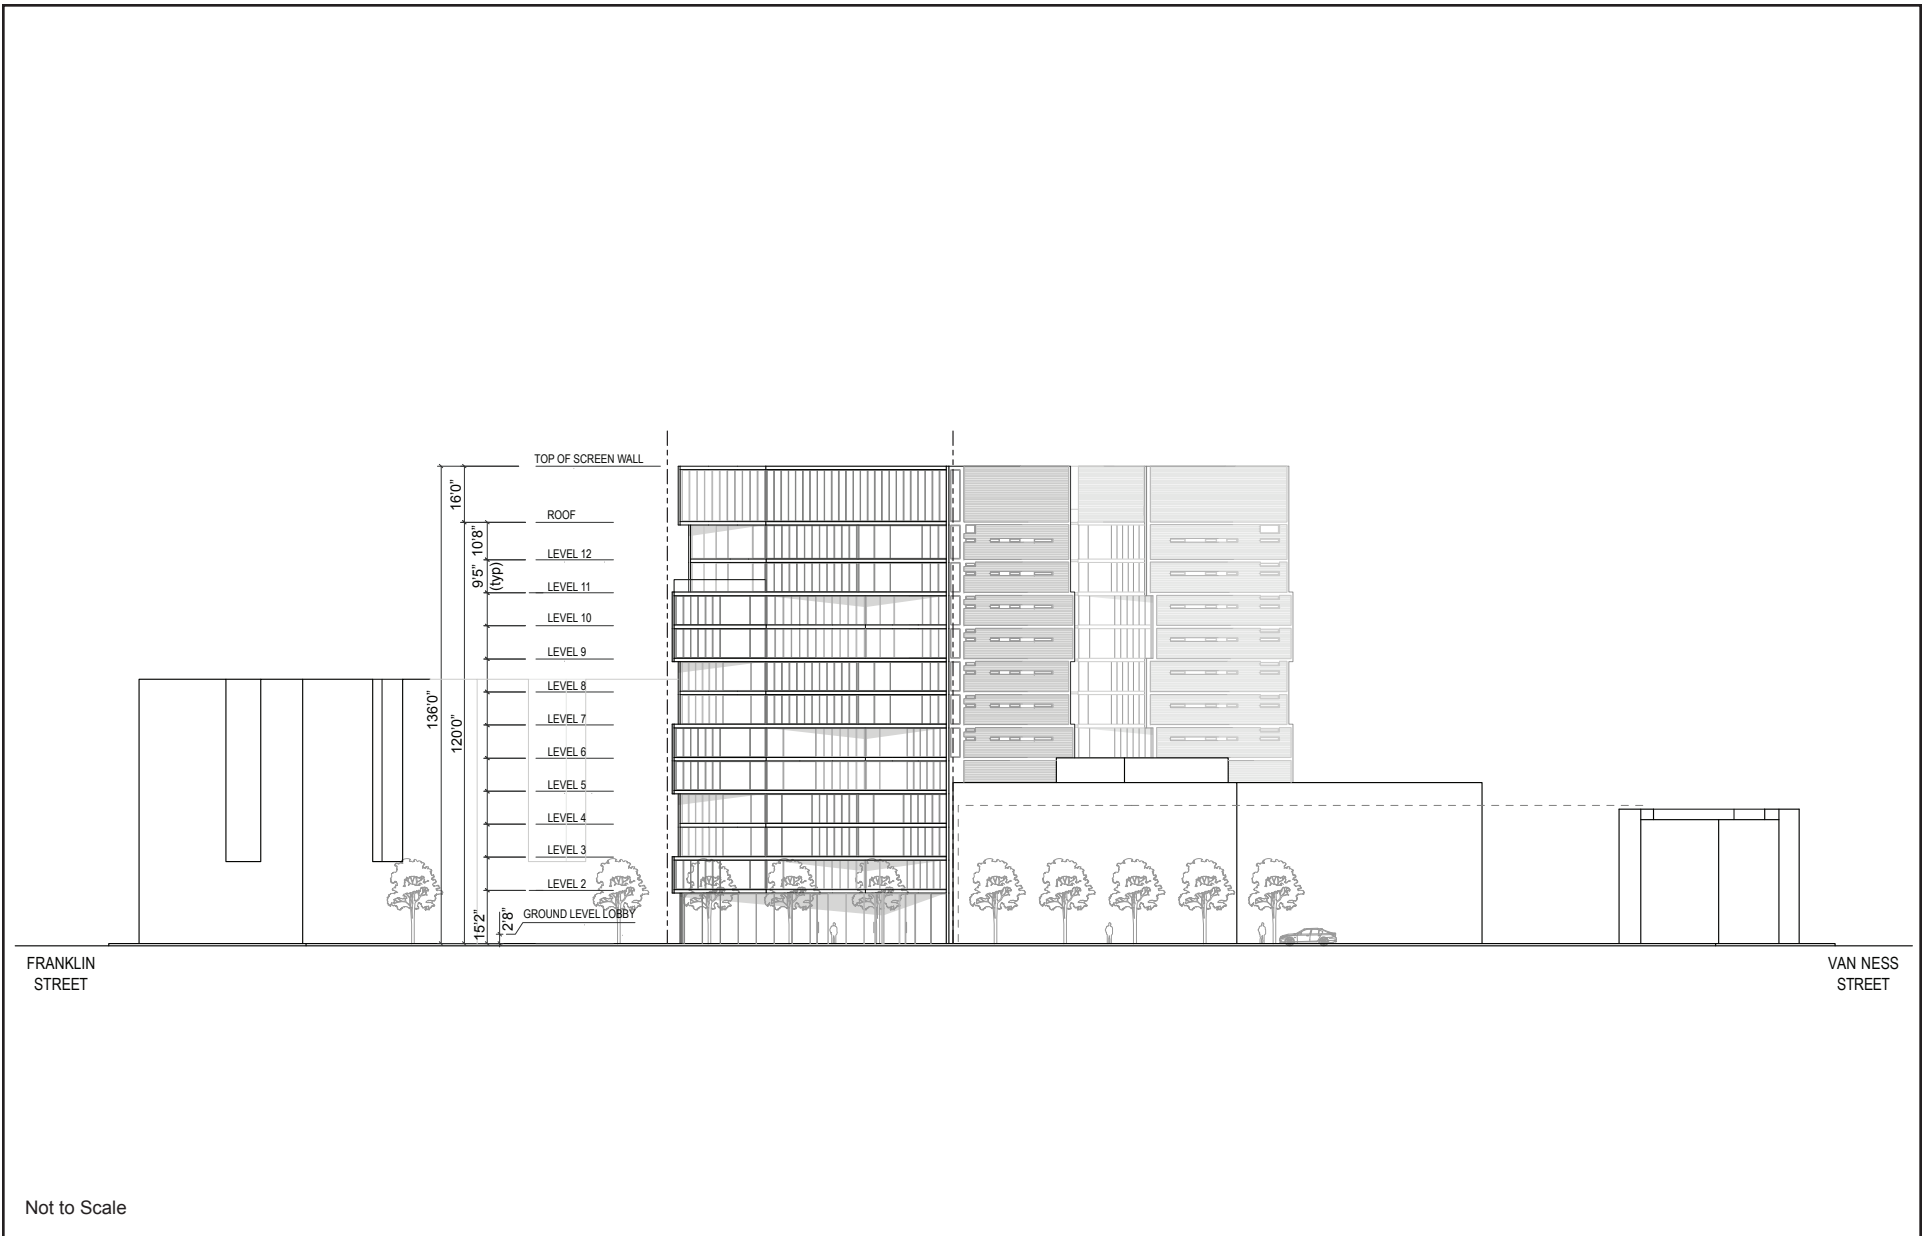 TOP OF SCREEN WALL
16'0"
ROOF
10'8"
LEVEL 12
9'5"
(typ)
LEVEL 11
LEVEL 10
LEVEL 9
LEVEL 8
136'0"
LEVEL 7
120'0"
LEVEL 6
LEVEL 5
LEVEL 4
LEVEL 3
LEVEL 2
15'2"
2'8"
GROUND LEVEL LOBBY
FRANKLIN
STREET
VAN NESS
STREET
Not to Scale